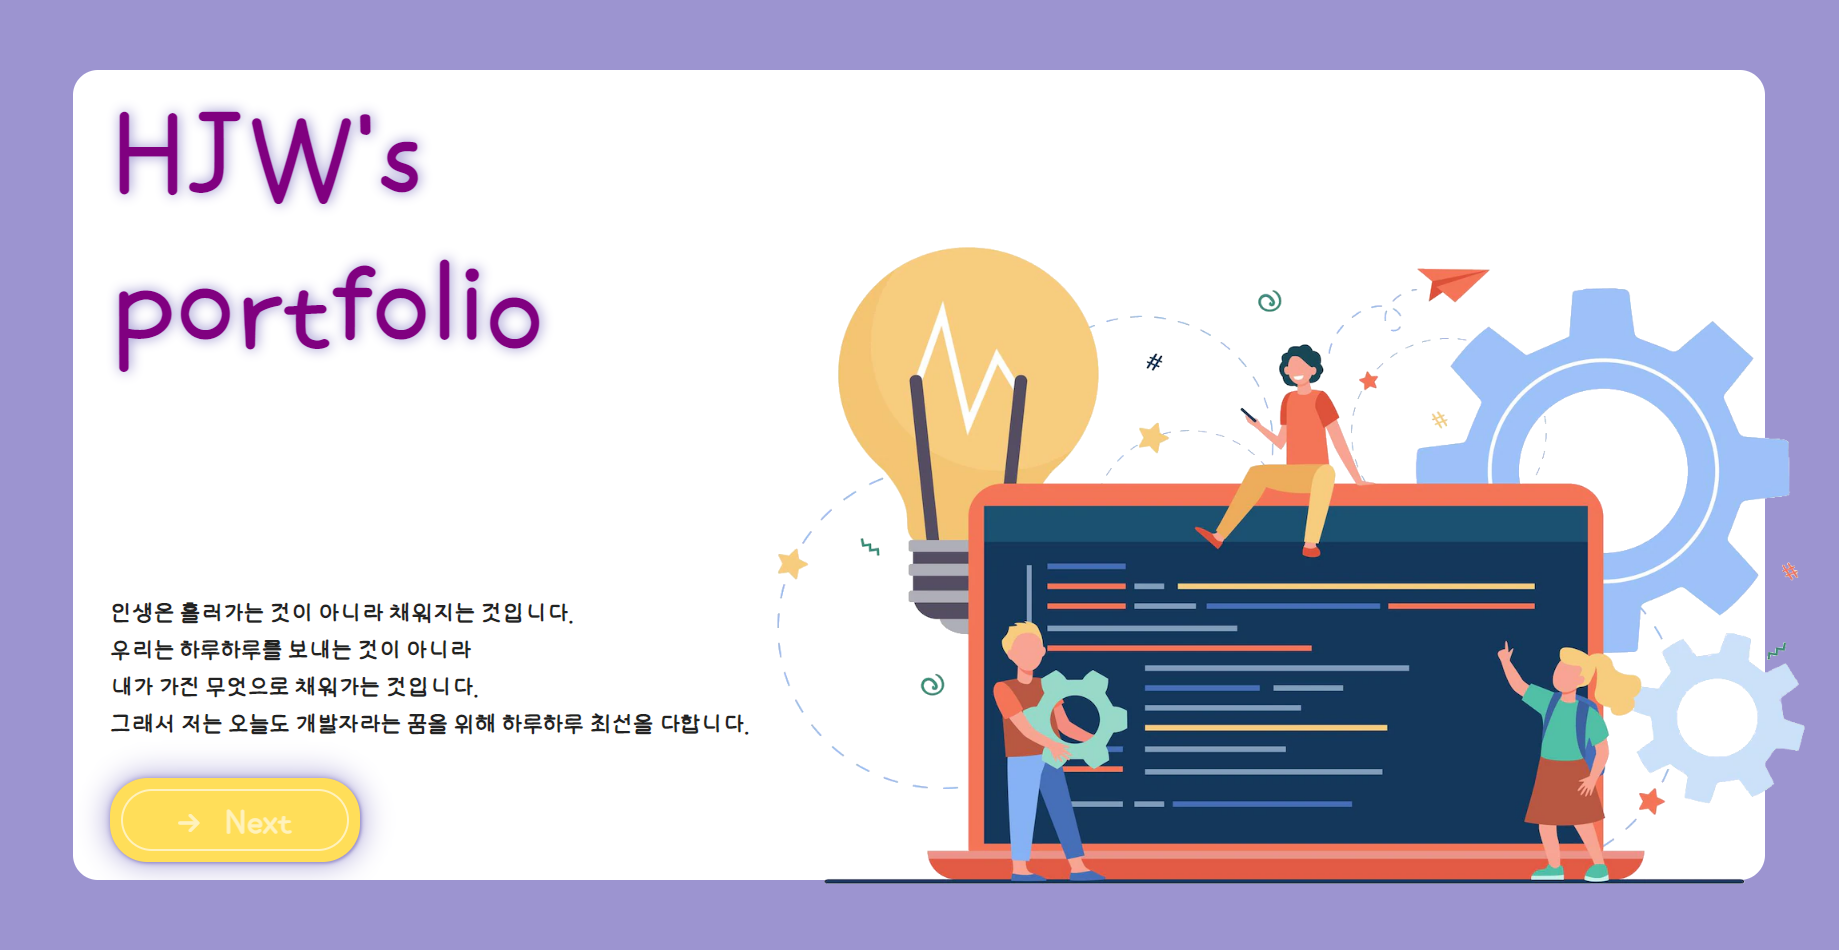 HJW's
portfolio
인생은 흘러가는 것이 아니라 채워지는 것입니다.
우리는 하루하루를 보내는 것이 아니라
내가 가진 무엇으로 채워가는 것입니다.
그래서 저는 오늘도 개발자라는 꿈을 위해 하루하루 최선을 다합니다.
→ Next